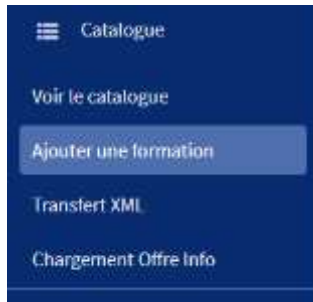 Catalogue
Voir le catalogue
Ajouter une formation
Transfert XML
Chargement Offre Info